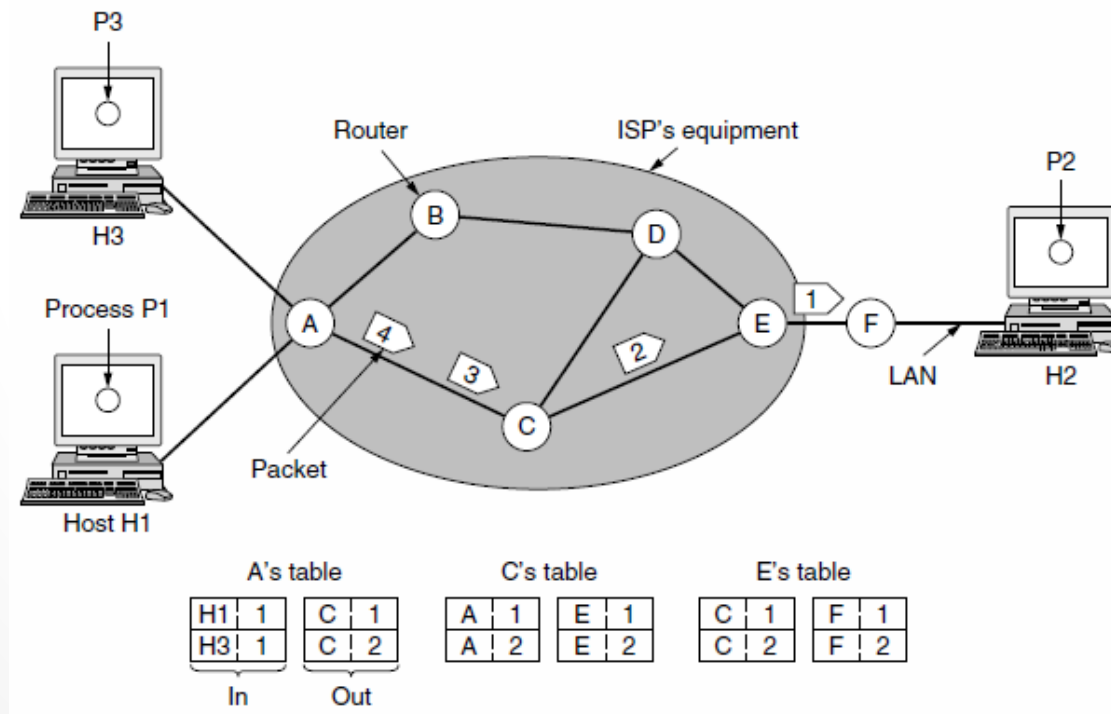 P3
Router
ISP's equipment
P2
B
D
H3
Process P1
A
4
3
2
E
1
F
C
LAN
H2
Packet
Host H1
A's table
C's table
E's table
H1 1 C 1 A 1 E 1 C 1 F 1
H3 1 C 2 A 2 E 2 C 2 F 2
In Out